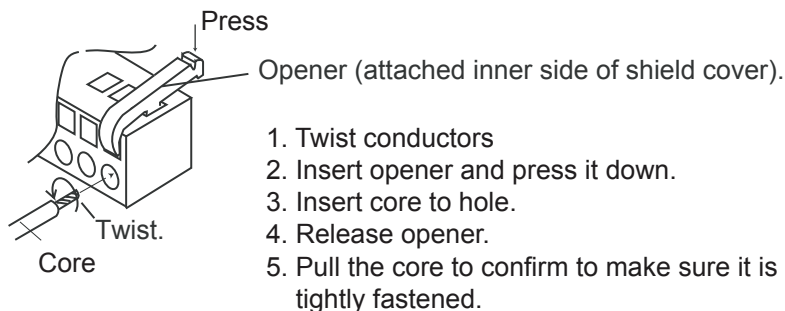 Press
Opener (attached inner side of shield cover).
1. Twist conductors
2. Insert opener and press it down.
3. Insert core to hole.
4. Release opener.
5. Pull the core to confirm to make sure it is
tightly fastened.
Twist.
Core